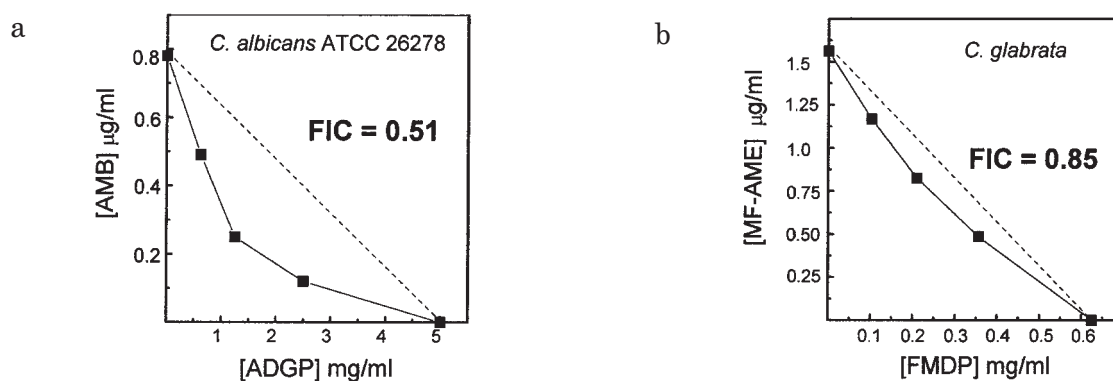 a
C. albicans ATCC 26278
FIC = 0.51
[AMB] µg/ml
0.8
0.6
0.4
0.2
1 2 3 4 5
[ADGP] mg/ml
b
C. glabrata
FIC = 0.85
[MF-AME] µg/ml
1.5
1.25
1.0
0.75
0.50
0.25
0.1 0.2 0.3 0.4 0.5 0.6
[FMDP] mg/ml